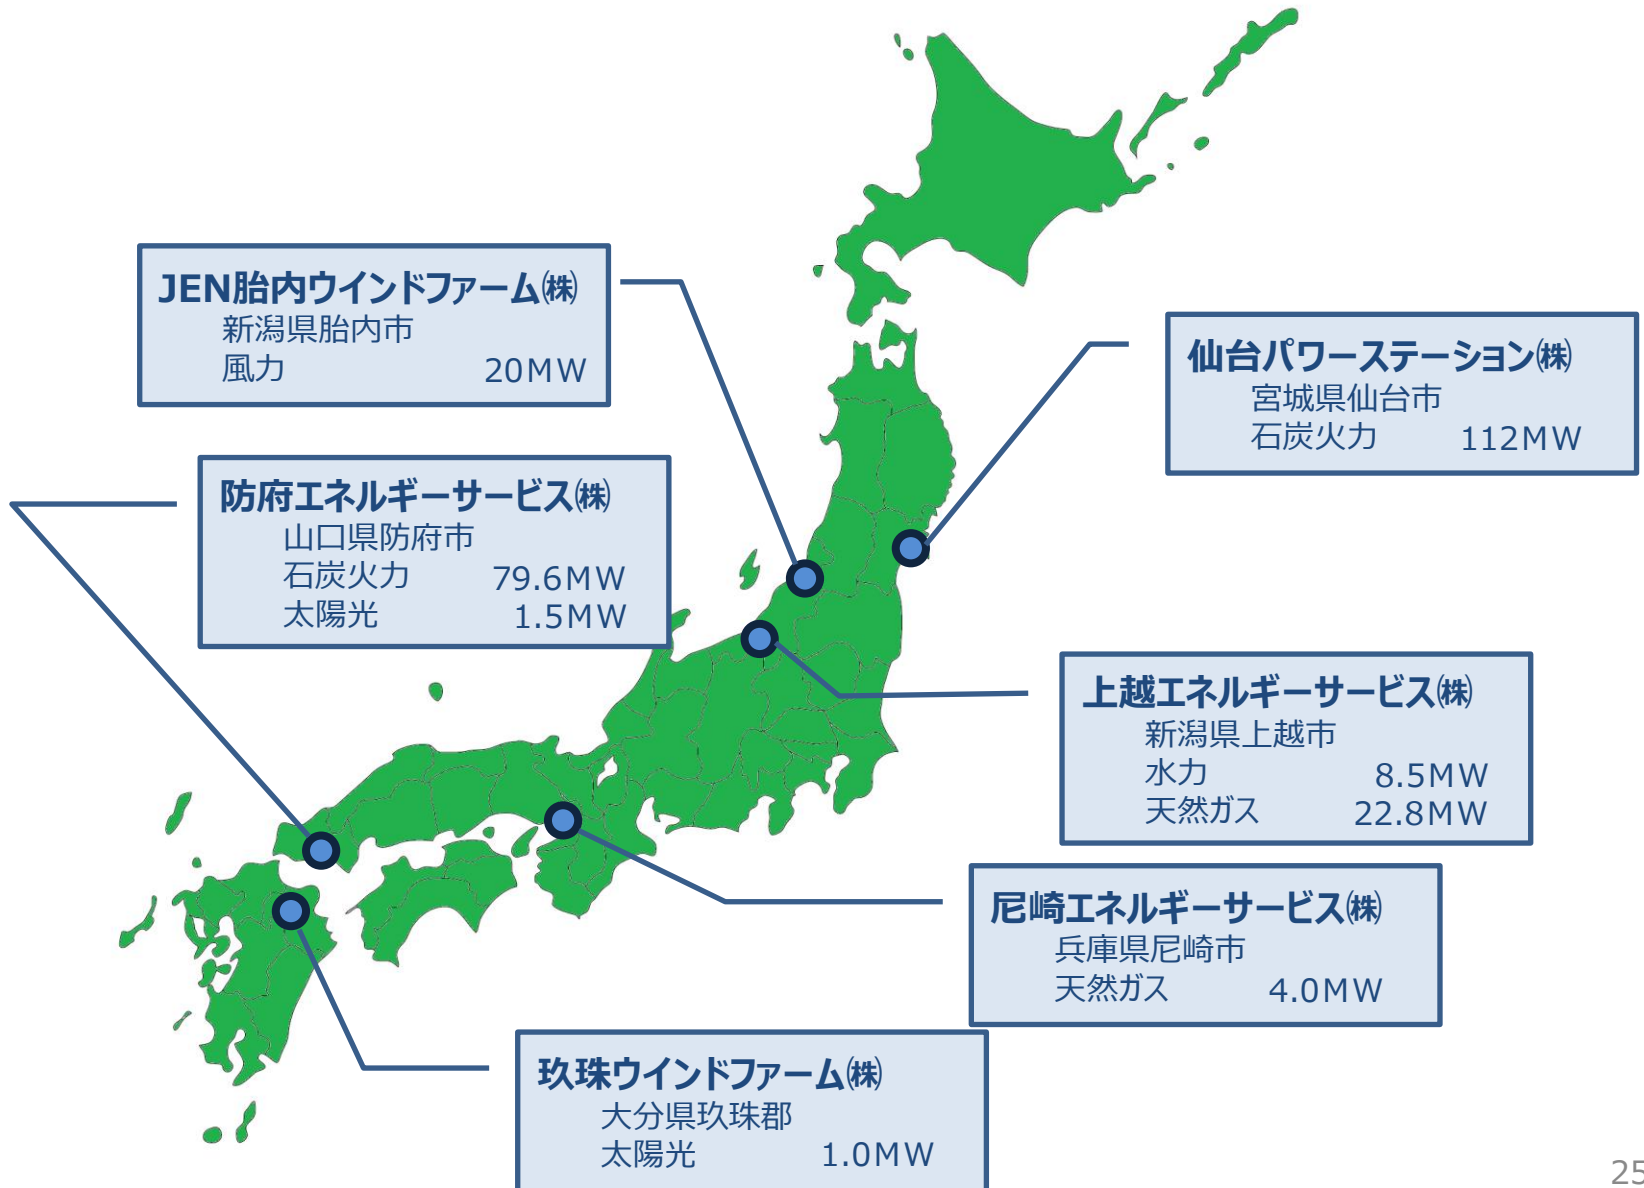 JEN胎内ウインドファーム㈱
新潟県胎内市
風力 20MW
仙台パワーステーション㈱
宮城県仙台市
石炭火力 112MW
防府エネルギーサービス㈱
山口県防府市
石炭火力 79.6MW
太陽光 1.5MW
上越エネルギーサービス㈱
新潟県上越市
水力 8.5MW
天然ガス 22.8MW
尼崎エネルギーサービス㈱
兵庫県尼崎市
天然ガス 4.0MW
玖珠ウインドファーム㈱
大分県玖珠郡
太陽光 1.0MW
25